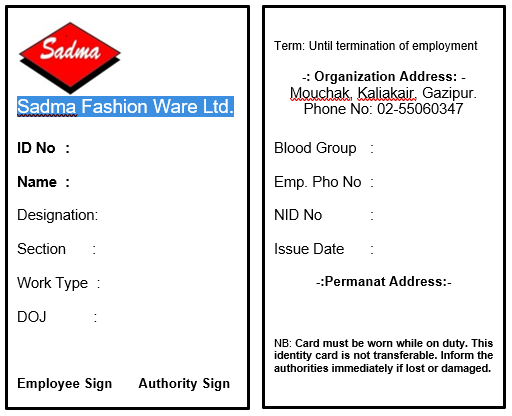 Sadma
Sadma Fashion Ware Ltd.
ID No :
Name :
Designation:
Section :
Work Type :
DOJ :
Employee Sign Authority Sign
Term: Until termination of employment
-: Organization Address: -
Mouchak, Kaliakair, Gazipur.
Phone No: 02-55060347
Blood Group :
Emp. Pho No :
NID No :
Issue Date :
-:Permanat Address:-
NB: Card must be worn while on duty. This
identity card is not transferable. Inform the
authorities immediately if lost or damaged.